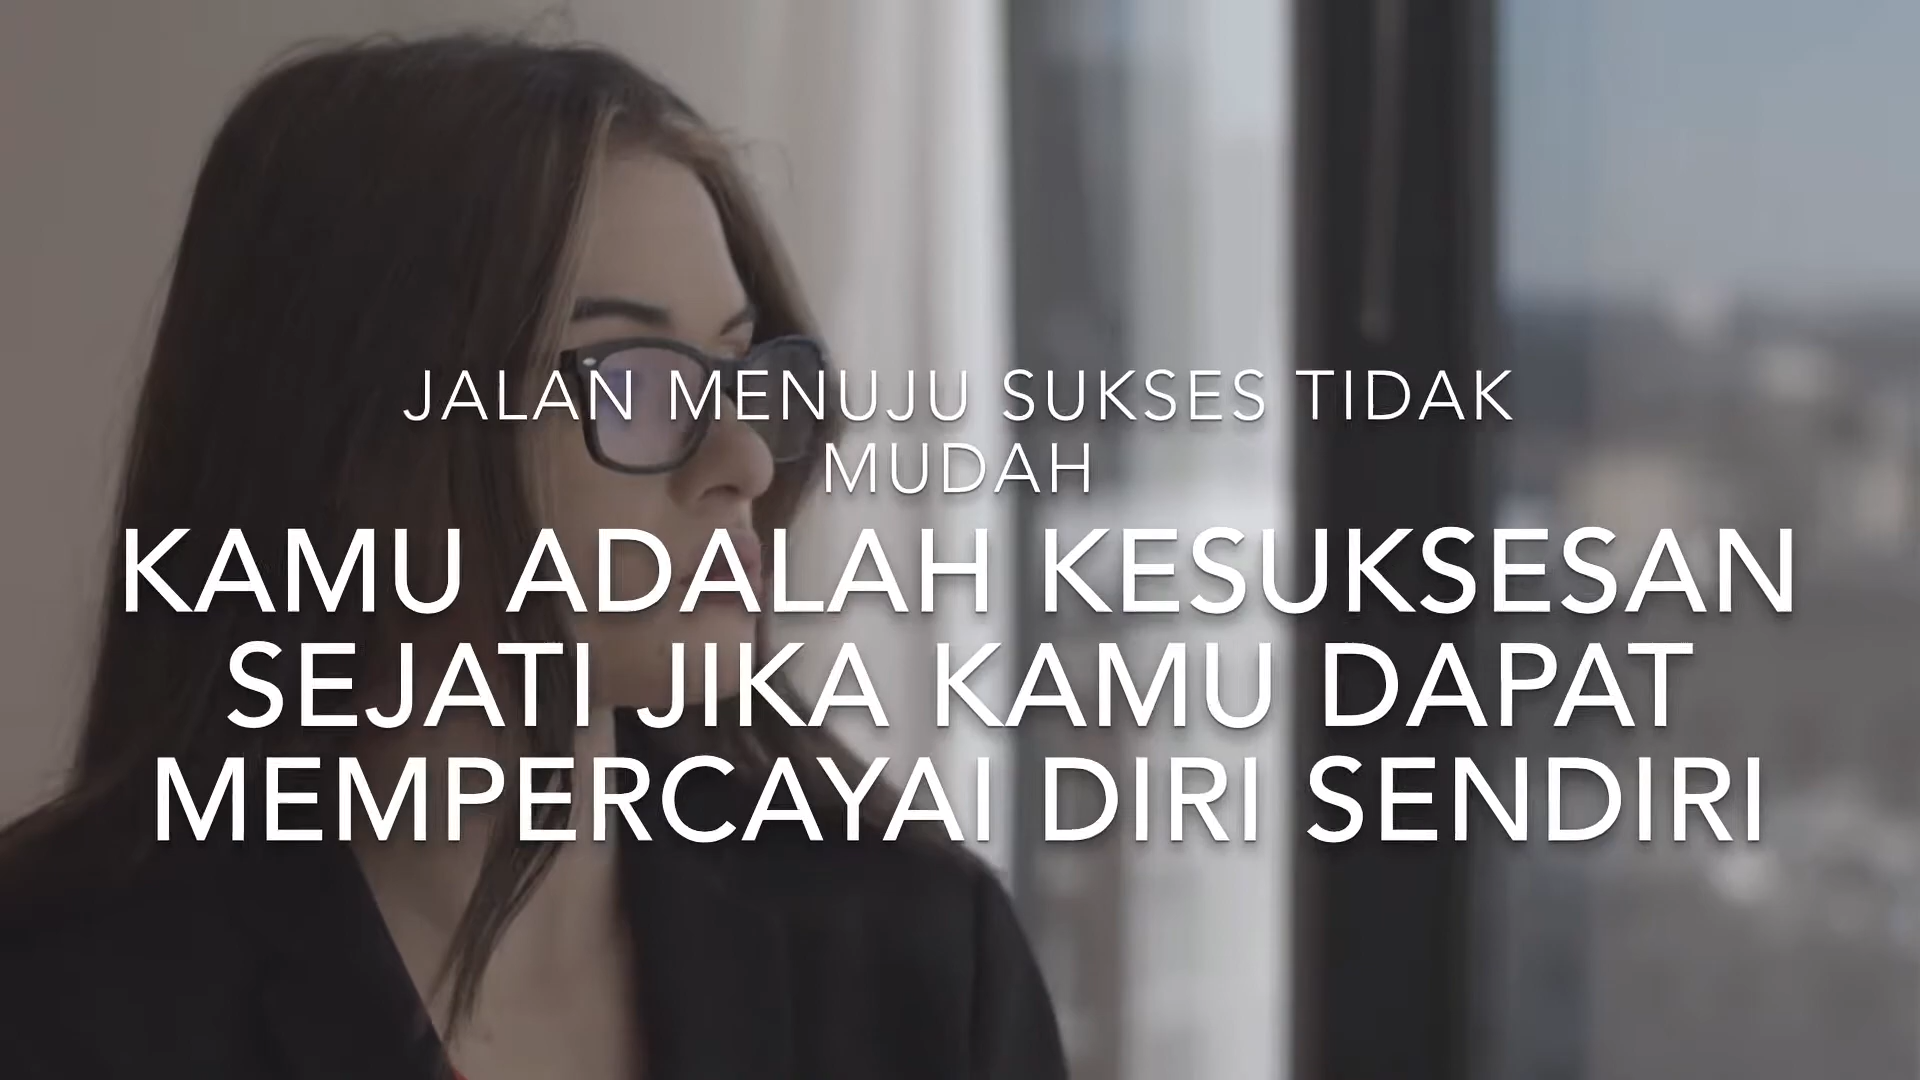 JALAN MENUJU SUKSES TIDAK
MUDAH
KAMU ADALAH KESUKSESAN
SEJATI JIKA KAMU DAPAT
MEMPERCAYAI DIRI SENDIRI